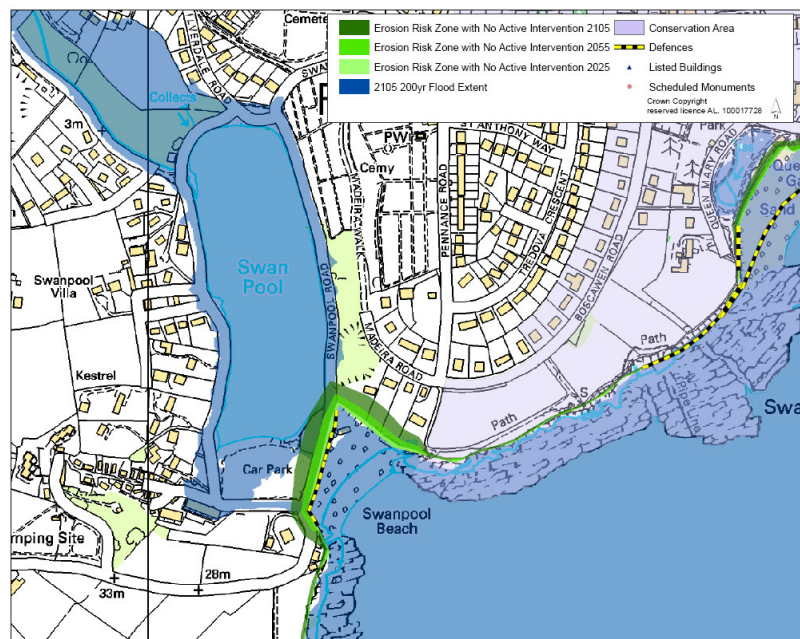 Erosion Risk Zone with No Active Intervention 2105
Erosion Risk Zone with No Active Intervention 2055
Erosion Risk Zone with No Active Intervention 2025
2105 200yr Flood Extent
Conservation Area
Defences
Listed Buildings
Scheduled Monuments
Crown Copyright
reserved licence AL. 100017728
N
Collects
3m
PW
Cemy
ST ANTHONY WAY
Park
QUEEN MARY ROAD
PENNANCE ROAD
MADEIRA WALK
TREDOVA CRESCENT
BOSCAWEN ROAD
Sand
Swanpool
Villa
Swan
Pool
SWANPOOL ROAD
MADEIRA ROAD
Kestrel
Path
Path
S
Pipe Line
Swa
Car Park
Swanpool
Beach
mping Site
28m
33m